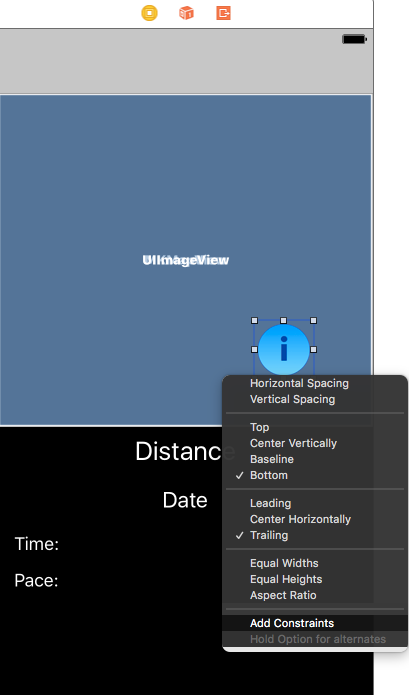 UIImageView
i
Horizontal Spacing
Vertical Spacing
Top
Center Vertically
Baseline
✓ Bottom
Leading
Center Horizontally
✓ Trailing
Equal Widths
Equal Heights
Aspect Ratio
Add Constraints
Hold Option for alternates
Distance
Date
Time:
Pace: